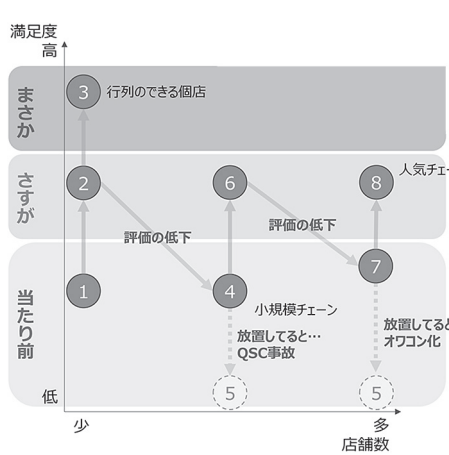 満足度
高
まさか
3
行列のできる個店
さすが
2
6
8
人気チェー
評価の低下
評価の低下
当たり前
1
4
7
小規模チェーン
放置してると…
QSC事故
放置してると
オワコン化
5
5
低
少
多
店舗数